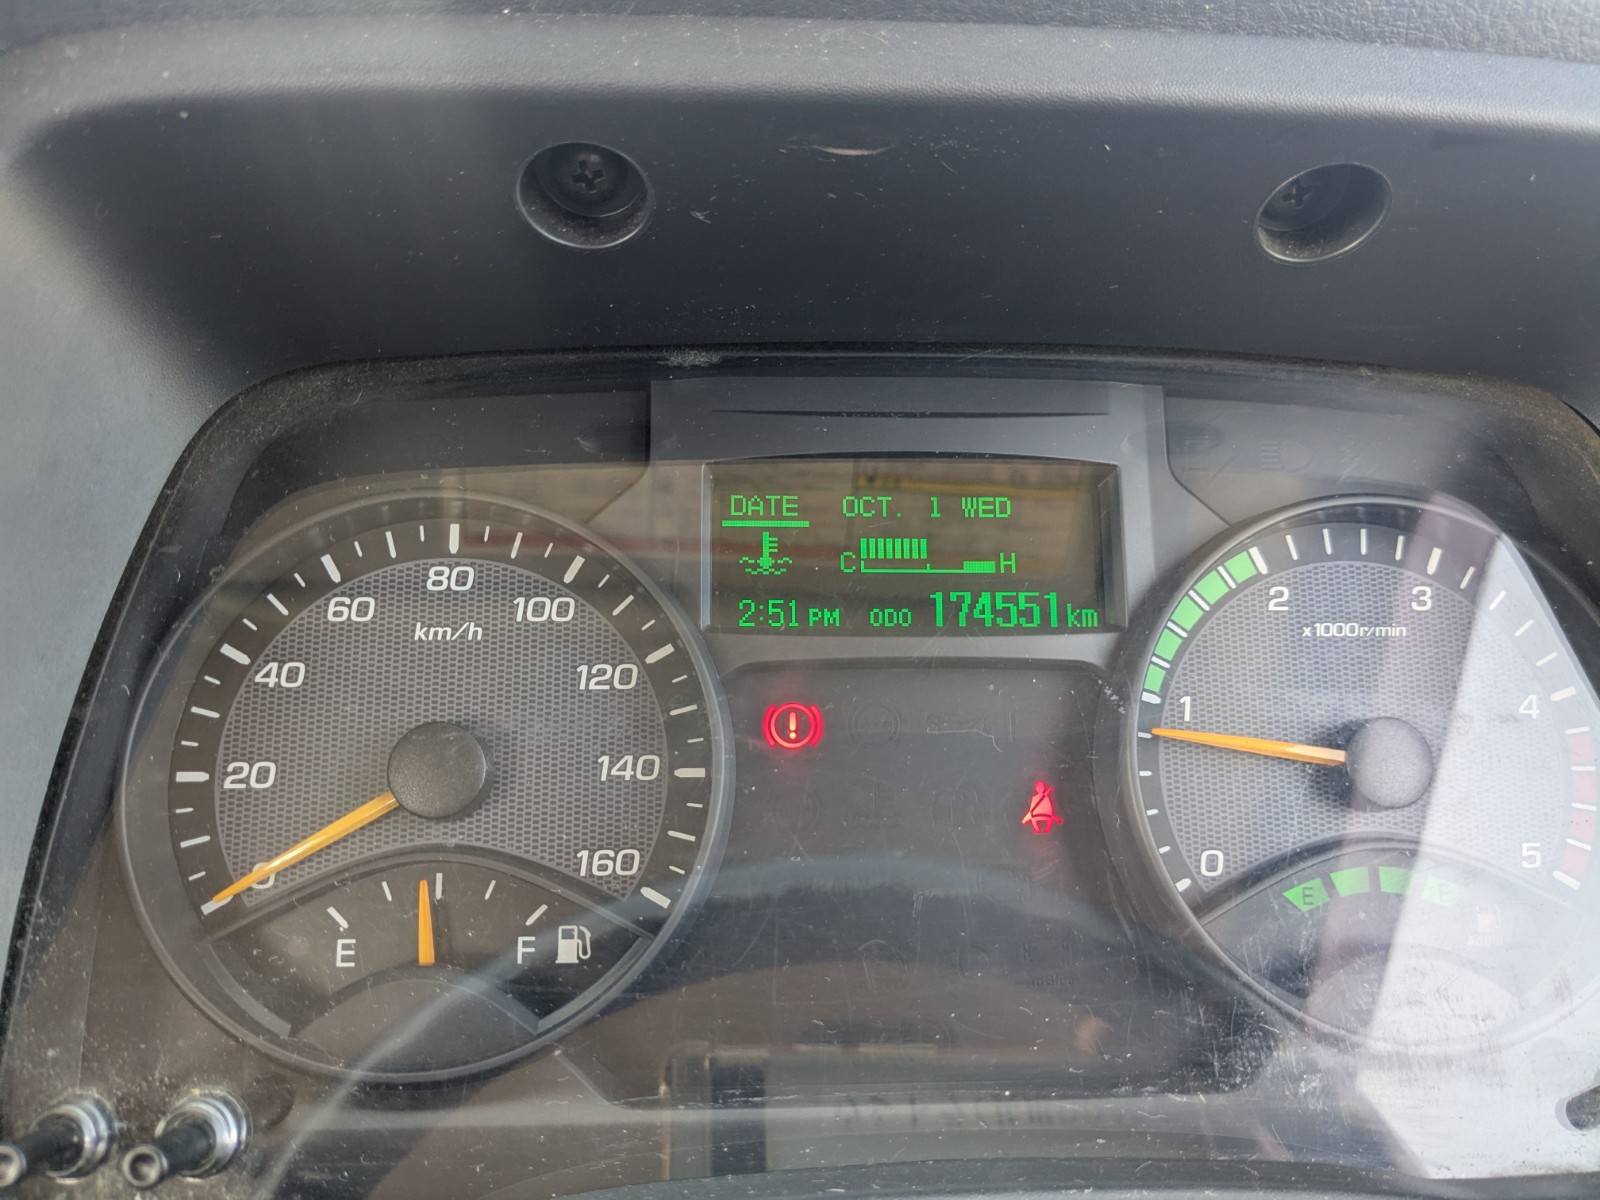 DATE OCT. 1 WED
C H
2:51 PM ODO 174551 km
0 20 40 60 80 100 120 140 160
km/h
E F
0 1 2 3 4 5
x1000r/min
E